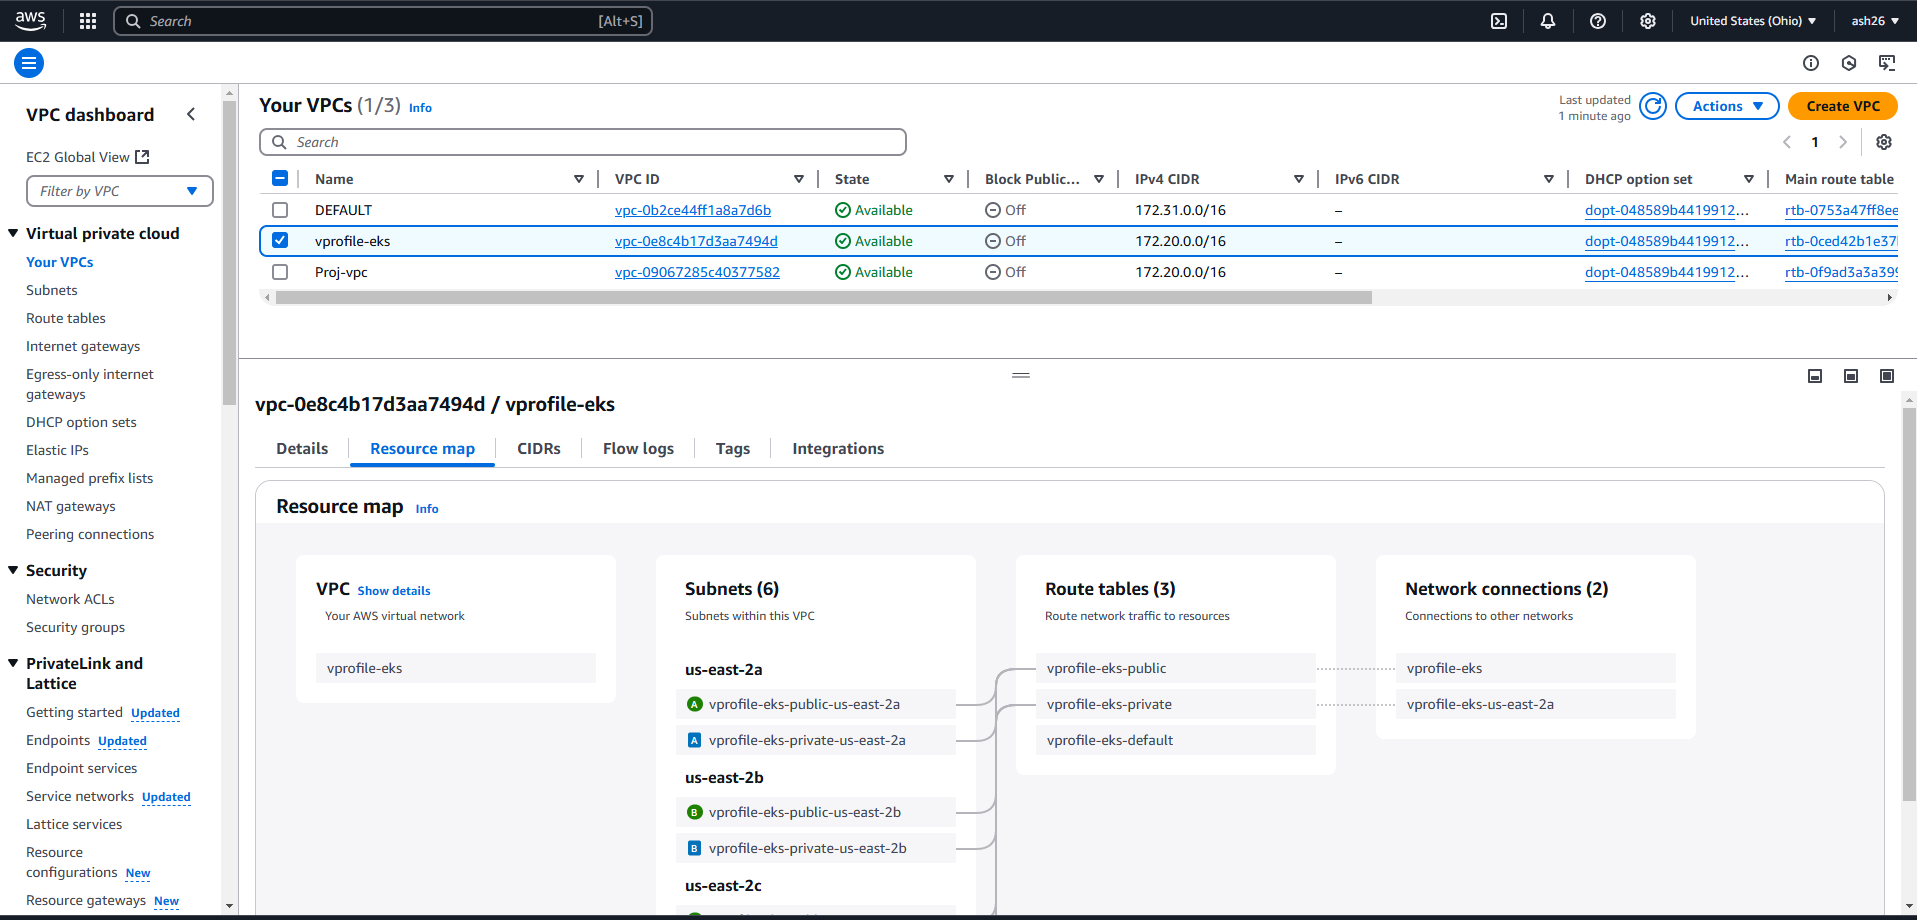 aws
Search [Alt+S]
United States (Ohio)
ash26
VPC dashboard
EC2 Global View
Filter by VPC
Virtual private cloud
Your VPCs
Subnets
Route tables
Internet gateways
Egress-only internet
gateways
DHCP option sets
Elastic IPs
Managed prefix lists
NAT gateways
Peering connections
Security
Network ACLs
Security groups
PrivateLink and
Lattice
Getting started Updated
Endpoints Updated
Endpoint services
Service networks Updated
Lattice services
Resource
configurations New
Resource gateways New
Your VPCs (1/3) Info
Last updated
1 minute ago
Actions
Create VPC
Search
1
Name VPC ID State Block Public... IPv4 CIDR IPv6 CIDR DHCP option set Main route table
DEFAULT vpc-0b2ce44ff1a8a7d6b Available Off 172.31.0.0/16 – dopt-048589b4419912... rtb-0753a47ff8ee
vprofile-eks vpc-0e8c4b17d3aa7494d Available Off 172.20.0.0/16 – dopt-048589b4419912... rtb-0ced42b1e37
Proj-vpc vpc-09067285c40377582 Available Off 172.20.0.0/16 – dopt-048589b4419912... rtb-0f9ad3a3a399
vpc-0e8c4b17d3aa7494d / vprofile-eks
Details Resource map CIDRs Flow logs Tags Integrations
Resource map Info
VPC Show details
Your AWS virtual network
vprofile-eks
Subnets (6)
Subnets within this VPC
us-east-2a
A vprofile-eks-public-us-east-2a
A vprofile-eks-private-us-east-2a
us-east-2b
B vprofile-eks-public-us-east-2b
B vprofile-eks-private-us-east-2b
us-east-2c
Route tables (3)
Route network traffic to resources
vprofile-eks-public
vprofile-eks-private
vprofile-eks-default
Network connections (2)
Connections to other networks
vprofile-eks
vprofile-eks-us-east-2a